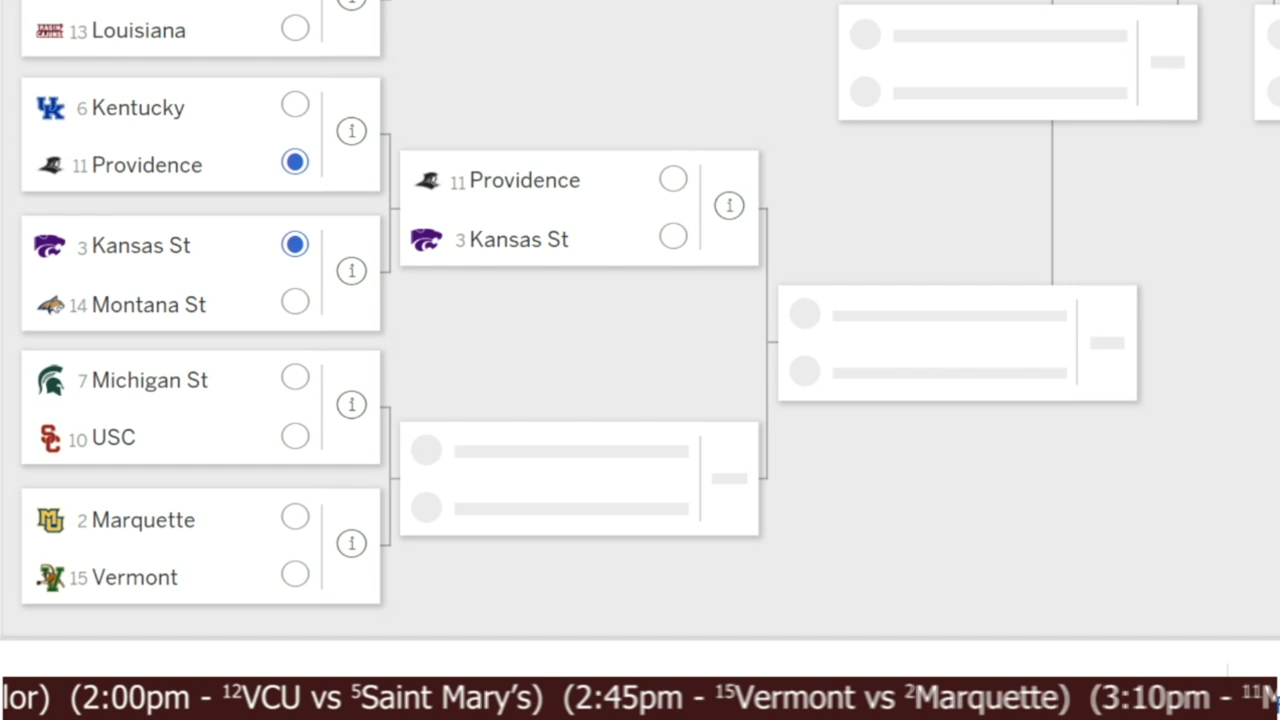 13 Louisiana
6 Kentucky
11 Providence
3 Kansas St
14 Montana St
7 Michigan St
10 USC
2 Marquette
15 Vermont
11 Providence
3 Kansas St
lor) (2:00pm - 12VCU vs 5Saint Mary's) (2:45pm - 15Vermont vs 2Marquette) (3:10pm - 11